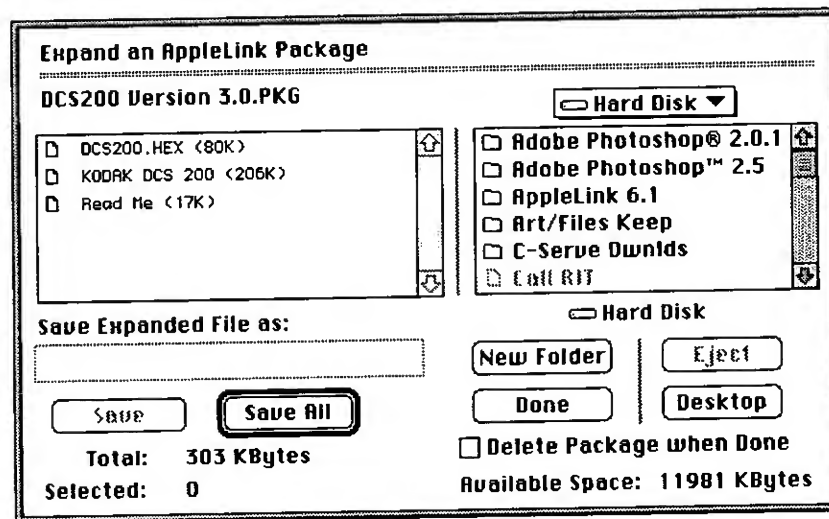 Expand an AppleLink Package
DCS200 Version 3.0.PKG
DCS200.HEX (80K)
KODAK DCS 200 (206K)
Read Me (17K)
Save Expanded File as:
Save
Save All
Total: 303 KBytes
Selected: 0
Hard Disk
Adobe Photoshop® 2.0.1
Adobe Photoshop™ 2.5
AppleLink 6.1
Art/Files Keep
C-Serve Dwnlds
Call RIT
Hard Disk
New Folder
Eject
Done
Desktop
Delete Package when Done
Available Space: 11981 KBytes